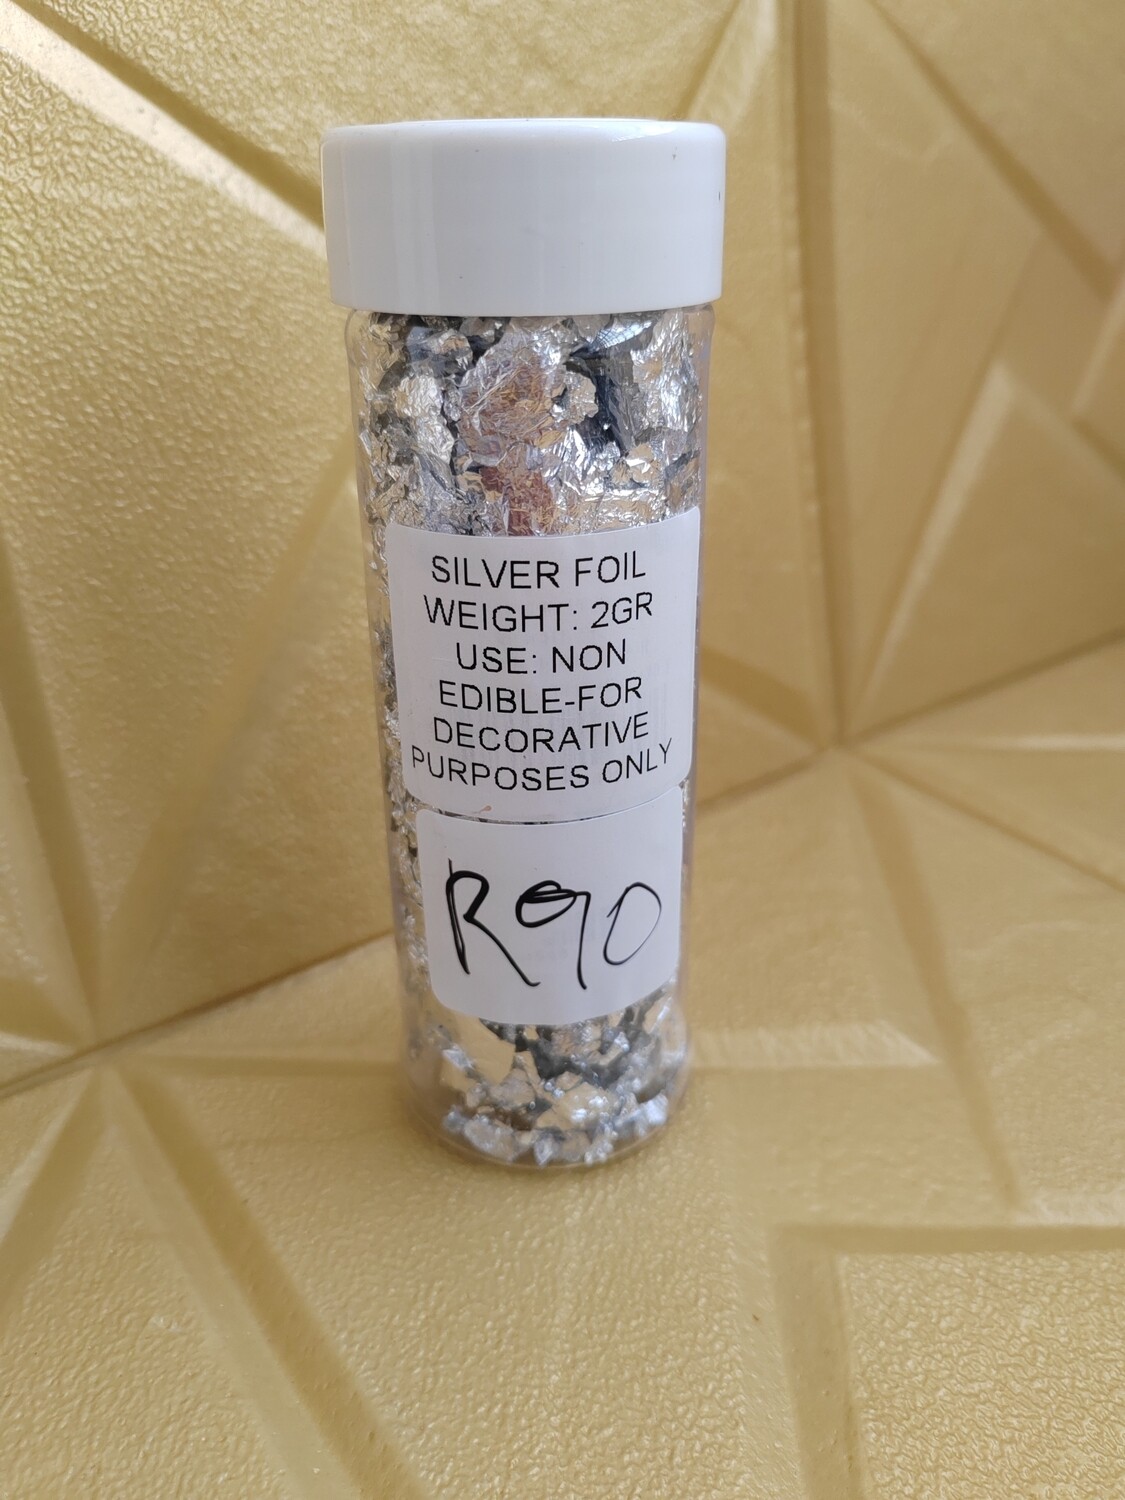 SILVER FOIL
WEIGHT: 2GR
USE: NON
EDIBLE-FOR
DECORATIVE
PURPOSES ONLY
R90